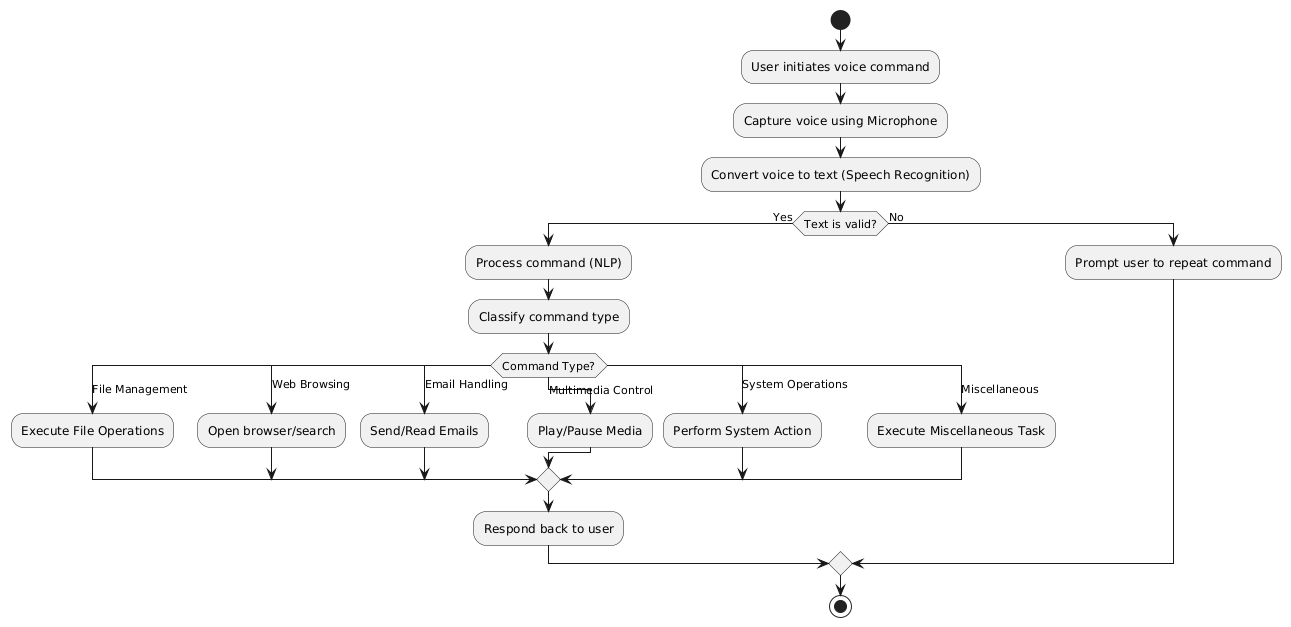 User initiates voice command
Capture voice using Microphone
Convert voice to text (Speech Recognition)
Yes
Text is valid?
No
Process command (NLP)
Prompt user to repeat command
Classify command type
Command Type?
File Management
Web Browsing
Email Handling
Multimedia Control
System Operations
Miscellaneous
Execute File Operations
Open browser/search
Send/Read Emails
Play/Pause Media
Perform System Action
Execute Miscellaneous Task
Respond back to user